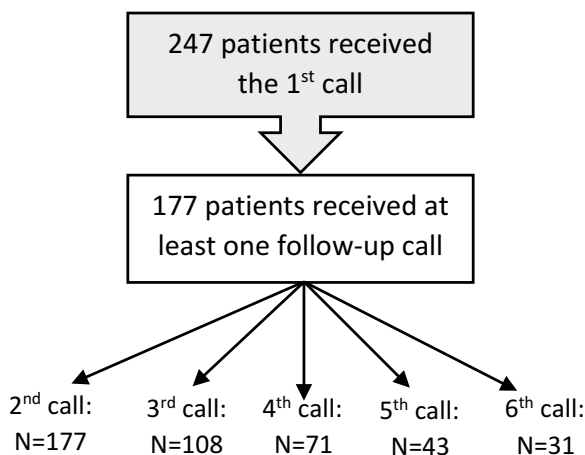 247 patients received
the 1st call
177 patients received at
least one follow-up call
2nd call:
N=177
3rd call:
N=108
4th call:
N=71
5th call:
N=43
6th call:
N=31